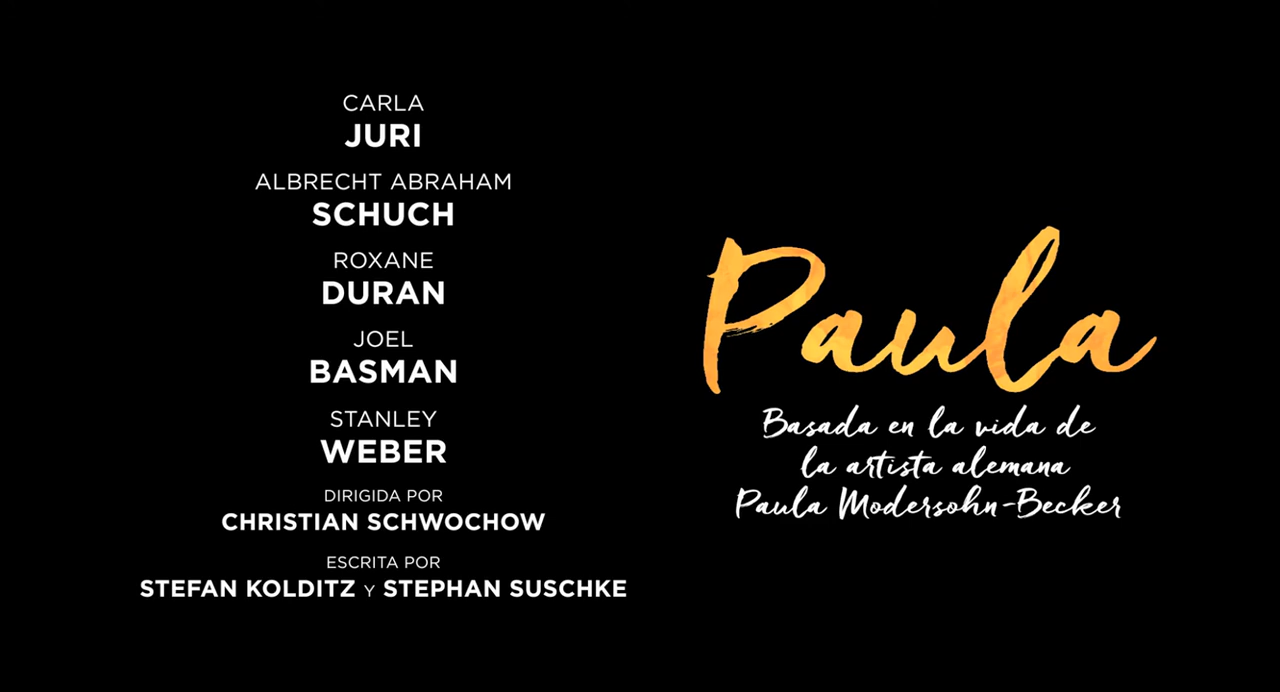 CARLA
JURI
ALBRECHT ABRAHAM
SCHUCH
ROXANE
DURAN
JOEL
BASMAN
STANLEY
WEBER
DIRIGIDA POR
CHRISTIAN SCHWOCHOW
ESCRITA POR
STEFAN KOLDITZ Y STEPHAN SUSCHKE
Paula
Basada en la vida de
la artista alemana
Paula Modersohn-Becker